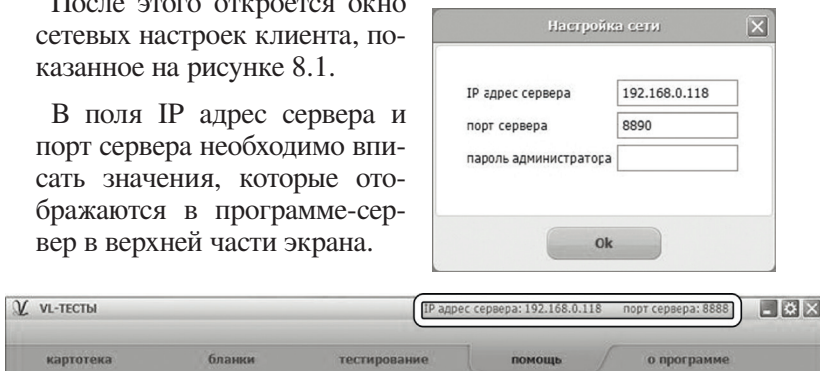 После этого откроется окно
сетевых настроек клиента, по-
казанное на рисунке 8.1.
В поля IP адрес сервера и
порт сервера необходимо впи-
сать значения, которые ото-
бражаются в программе-сер-
вер в верхней части экрана.
Настройка сети
IP адрес сервера 192.168.0.118
порт сервера 8890
пароль администратора
Ok
VL-ТЕСТЫ IP адрес сервера: 192.168.0.118 порт сервера: 8888
картотека бланки тестирование помощь о программе